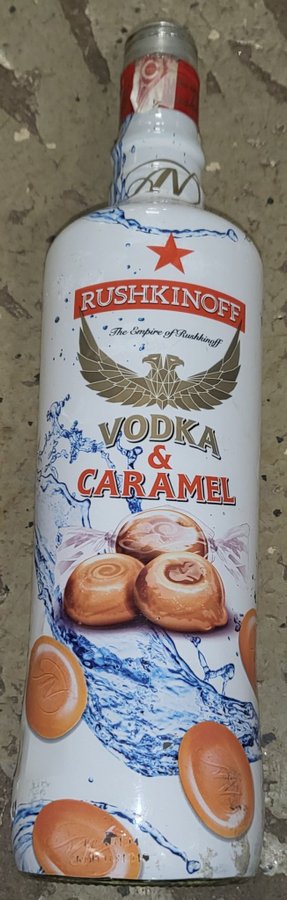 RUSHKINOFF
The Empire of Rushkinoff
VODKA
&
CARAMEL